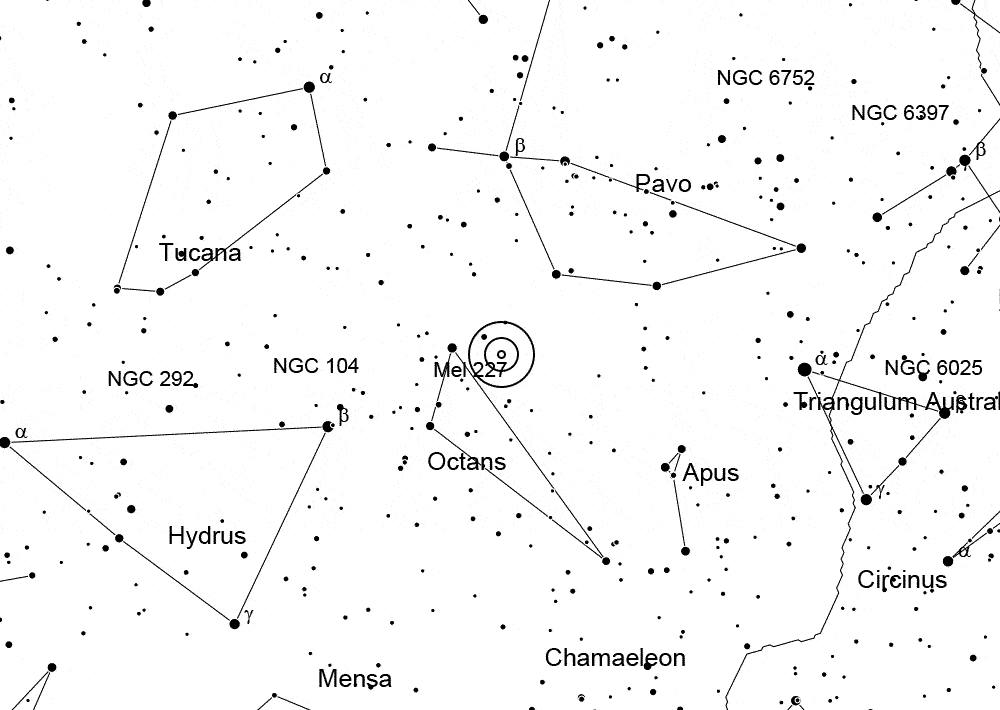 NGC 6752
α
NGC 6397
β
β
Pavo
Tucana
α
NGC 6025
NGC 104
Mel 227
NGC 292
Triangulum Austral
β
β
α
Octans
Apus
γ
Hydrus
α
Circinus
γ
Chamaeleon
Mensa